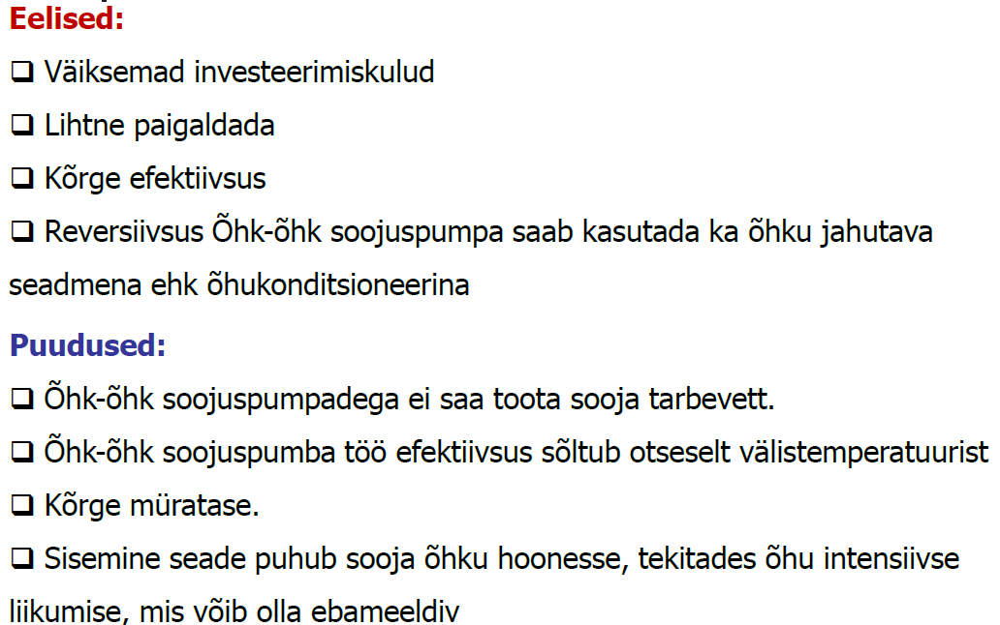 Eelised:
❑ Väiksemad investeerimiskulud
❑ Lihtne paigaldada
❑ Kõrge efektiivsus
❑ Reversiivsus Õhk-õhk soojuspumpa saab kasutada ka õhku jahutava
seadmena ehk õhukonditsioneerina
Puudused:
❑ Õhk-õhk soojuspumpadega ei saa toota sooja tarbevett.
❑ Õhk-õhk soojuspumba töö efektiivsus sõltub otseselt välistemperatuurist
❑ Kõrge müratase.
❑ Sisemine seade puhub sooja õhku hoonesse, tekitades õhu intensiivse
liikumise, mis võib olla ebameeldiv